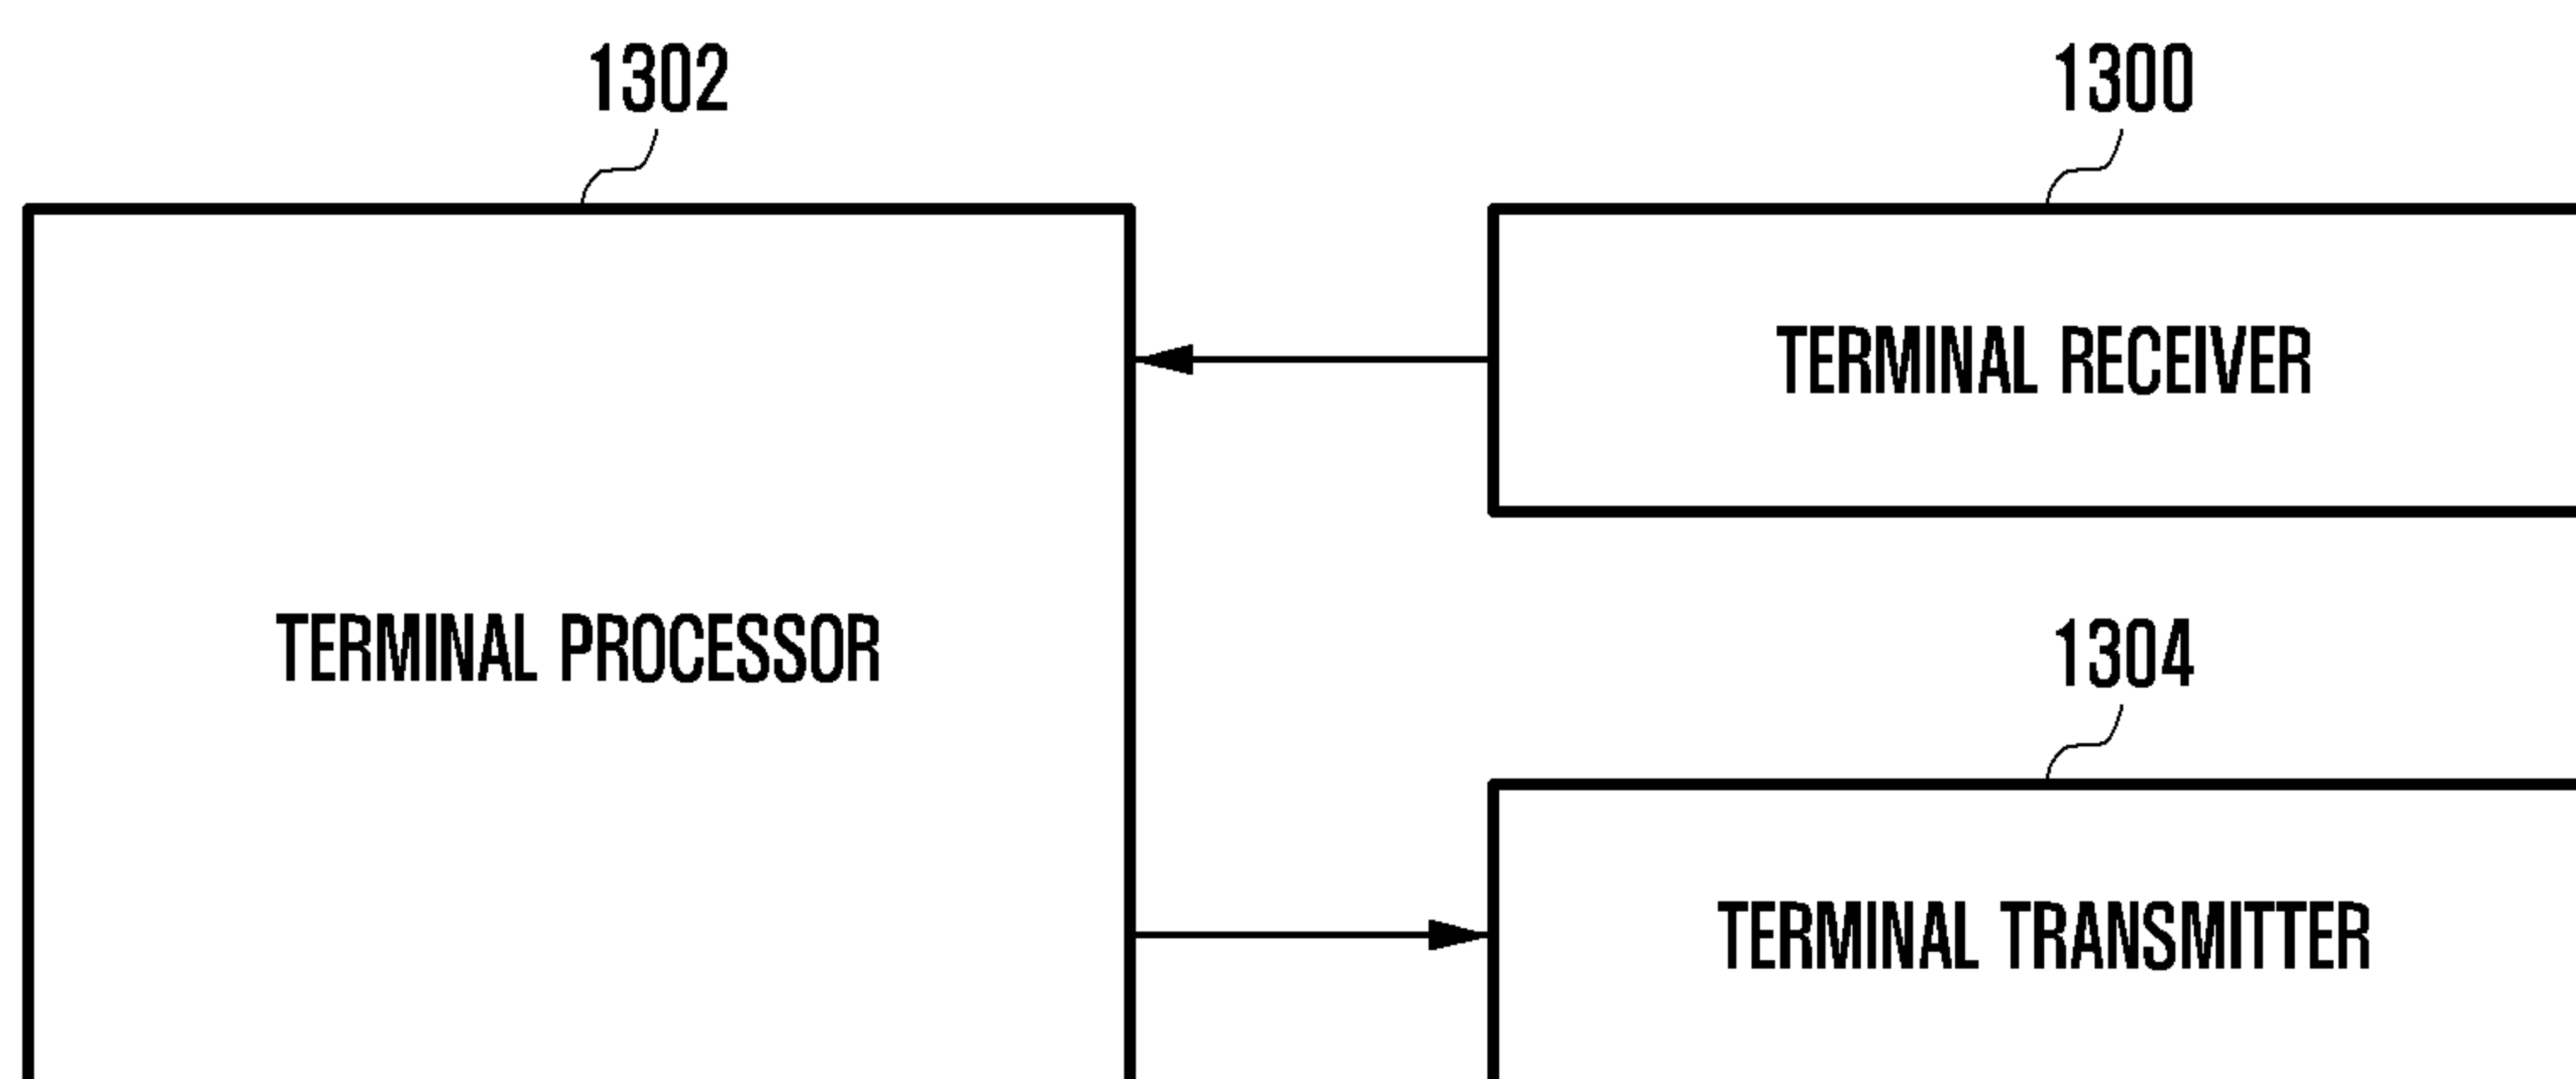 1302
1300
TERMINAL RECEIVER
TERMINAL PROCESSOR
1304
TERMINAL TRANSMITTER